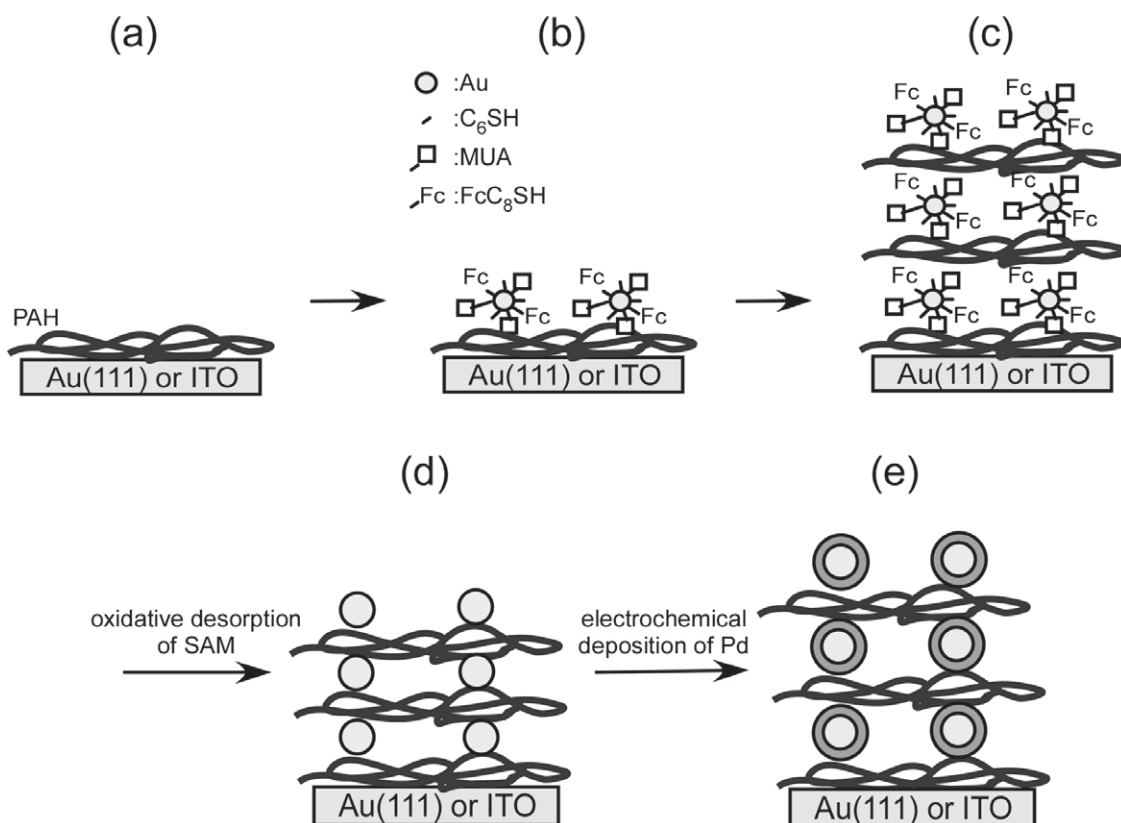 (a)
(b)
(c)
:Au
:C₆SH
:MUA
Fc :FcC₈SH
PAH
Au(111) or ITO
Fc
Fc
Fc
Fc
Au(111) or ITO
Fc
Fc
Fc
Fc
Fc
Fc
Fc
Fc
Fc
Fc
Fc
Fc
Au(111) or ITO
(d)
(e)
oxidative desorption
of SAM
Au(111) or ITO
electrochemical
deposition of Pd
Au(111) or ITO